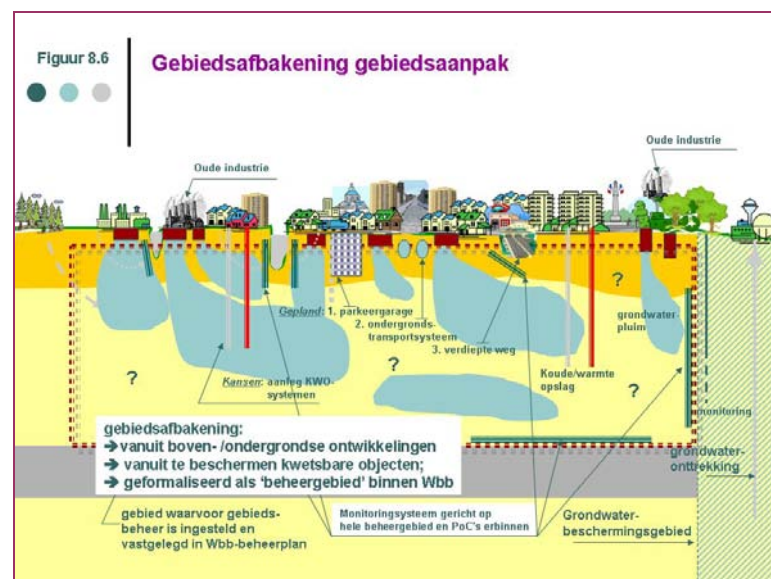 Figuur 8.6
Gebiedsafbakening gebiedsaanpak
Oude industrie
Oude industrie
?
Gepland: 1. parkeergarage
2. ondergronds-
transportsysteem
3. verdiepte weg
grondwater-
pluim
?
?
?
Kansen: aanleg KWO-
systemen
Koude/warmte
opslag
monitoring
gebiedsafbakening:
➔ vanuit boven- /ondergrondse ontwikkelingen
➔ vanuit te beschermen kwetsbare objecten;
➔ geformaliseerd als ‘beheergebied’ binnen Wbb
grondwater-
onttrekking
gebied waarvoor gebieds-
beheer is ingesteld en
vastgelegd in Wbb-beheerplan
Monitoringsysteem gericht op
hele beheergebied en PoC's erbinnen
Grondwater-
beschermingsgebied